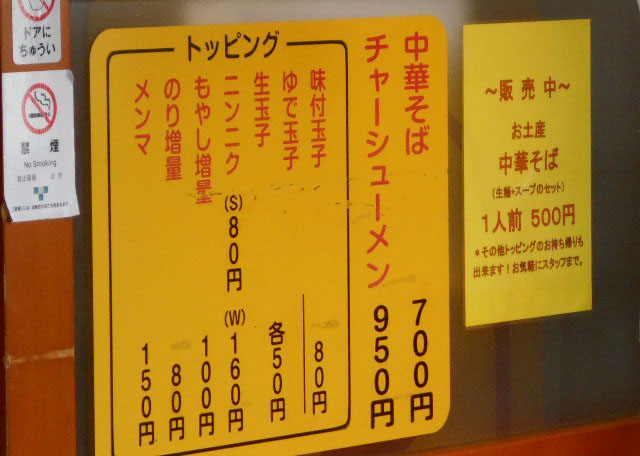 ドアに
ちゅうい
禁煙
No Smoking
中華そば 700円
チャーシューメン 950円
トッピング
味付玉子 80円
ゆで玉子
生玉子 各50円
ニンニク (S)80円 (W)160円
もやし増量 100円
のり増量 80円
メンマ 150円
～販売中～
お土産
中華そば
(生麺+スープのセット)
1人前 500円
*その他トッピングのお持ち帰りも
出来ます!お気軽にスタッフまで。